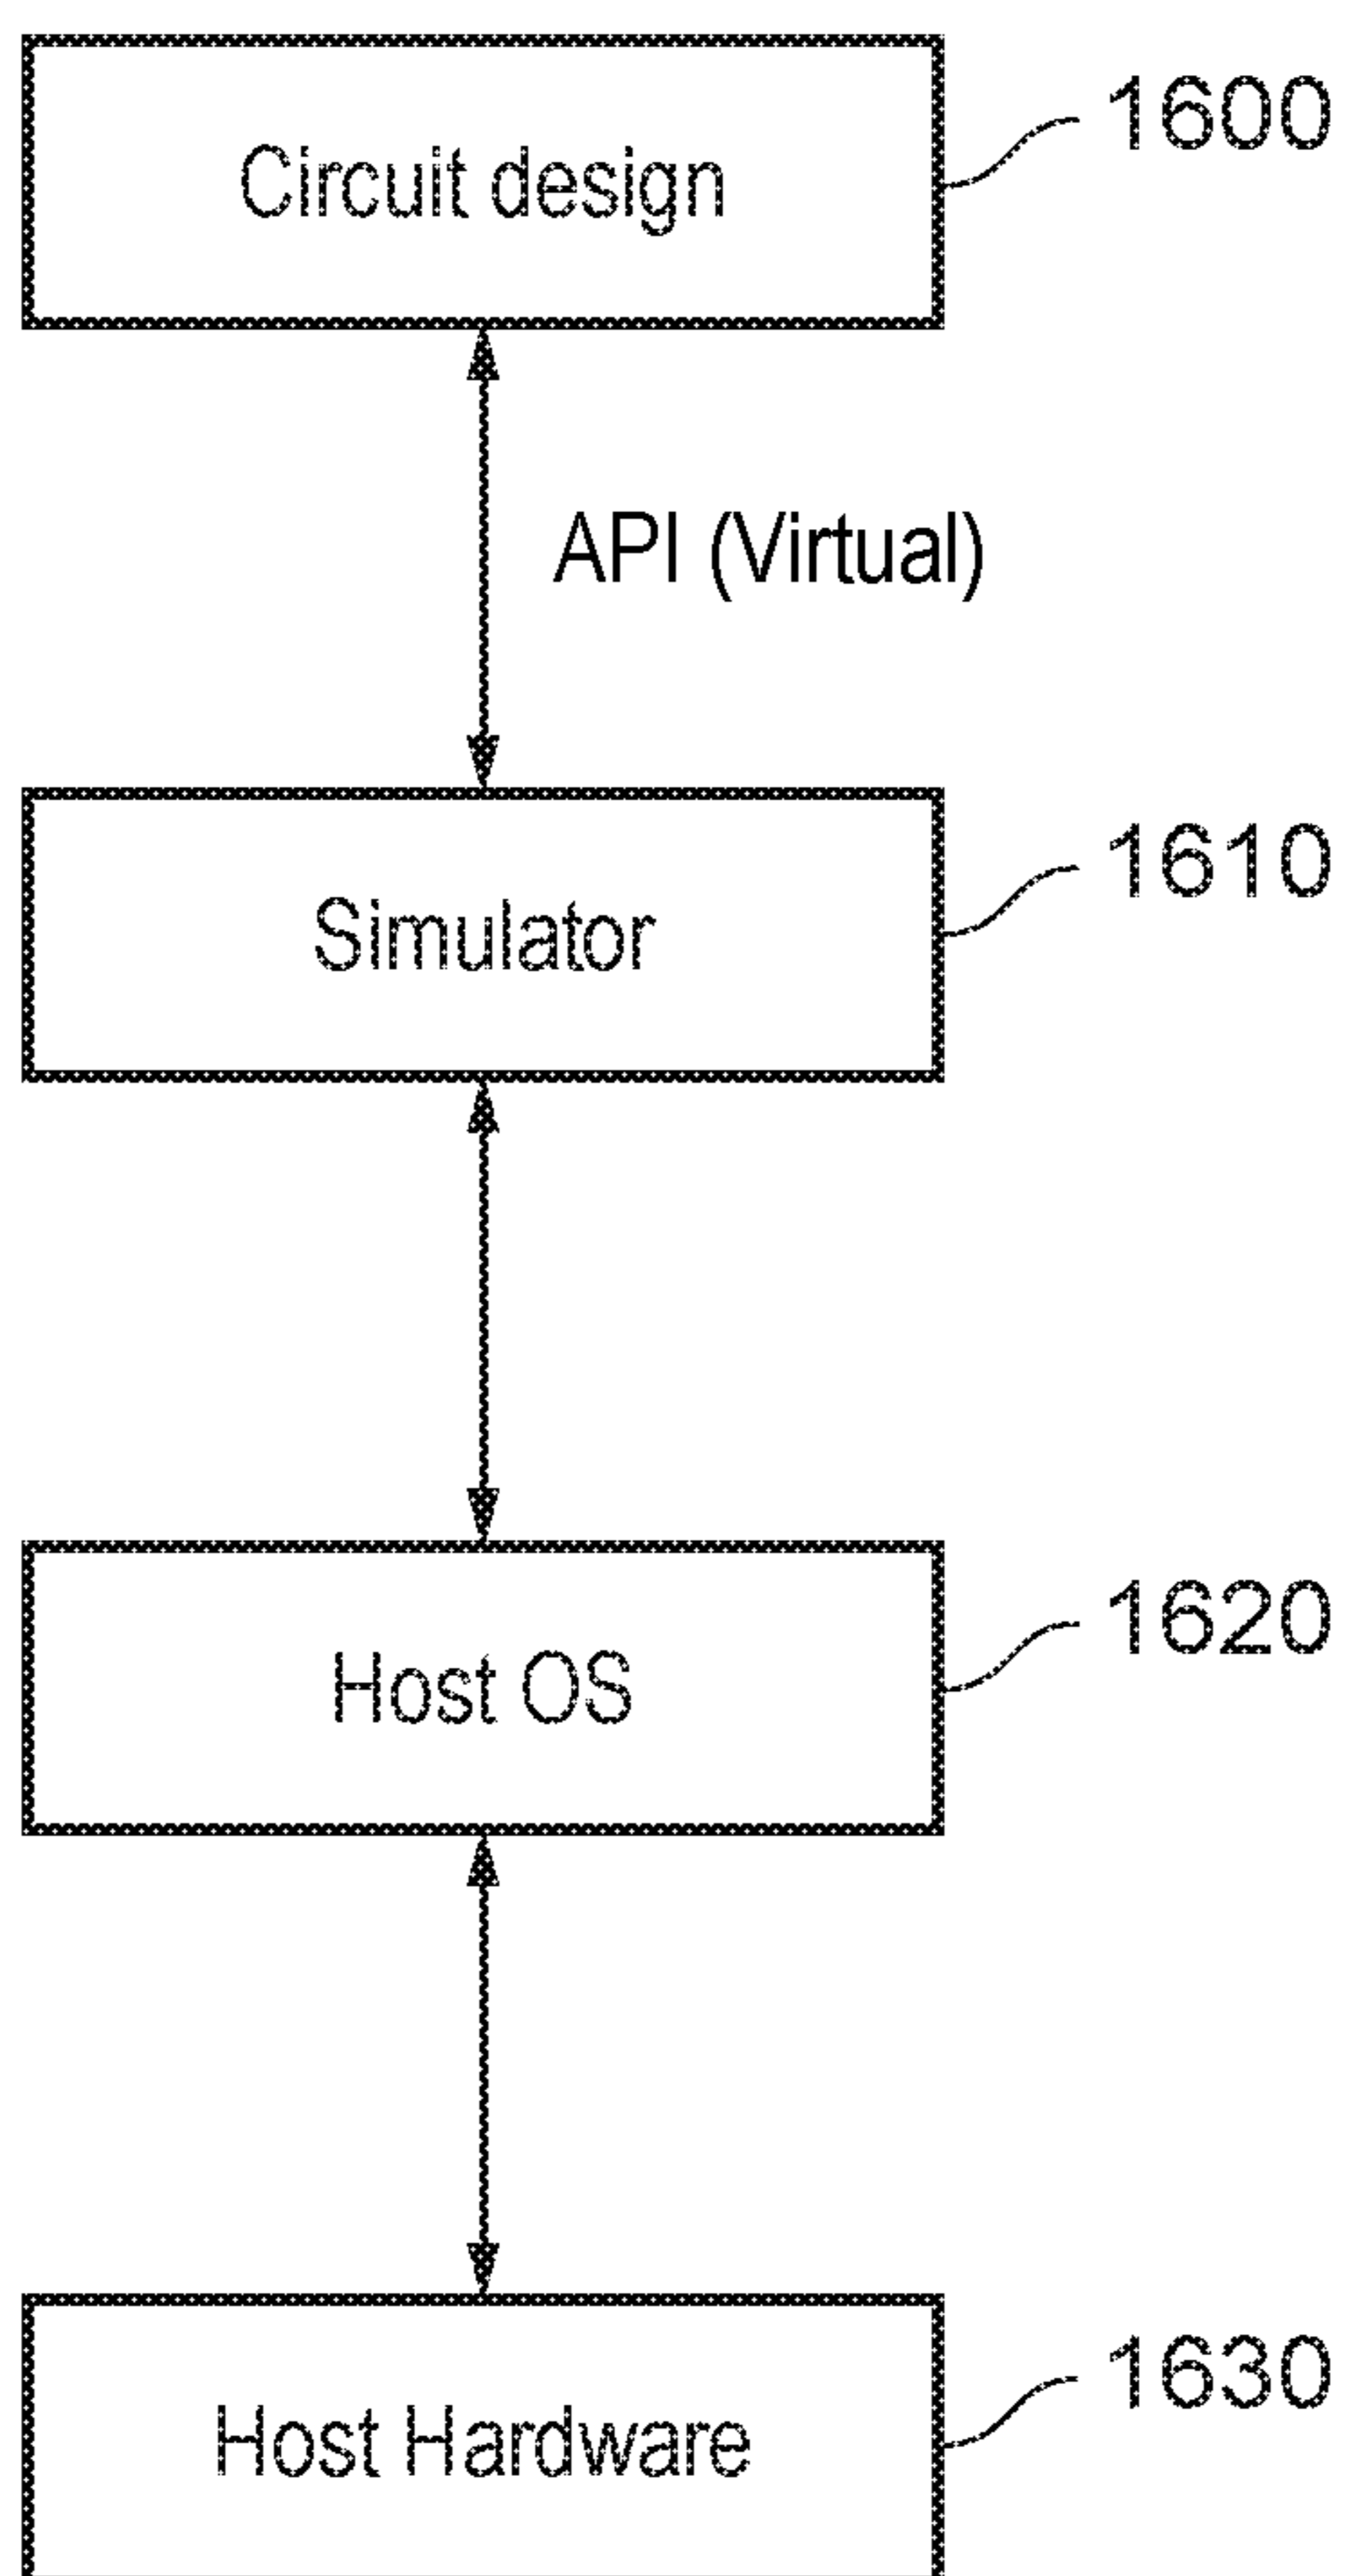 Circuit design
1600
API (Virtual)
Simulator
1610
Host OS
1620
Host Hardware
1630